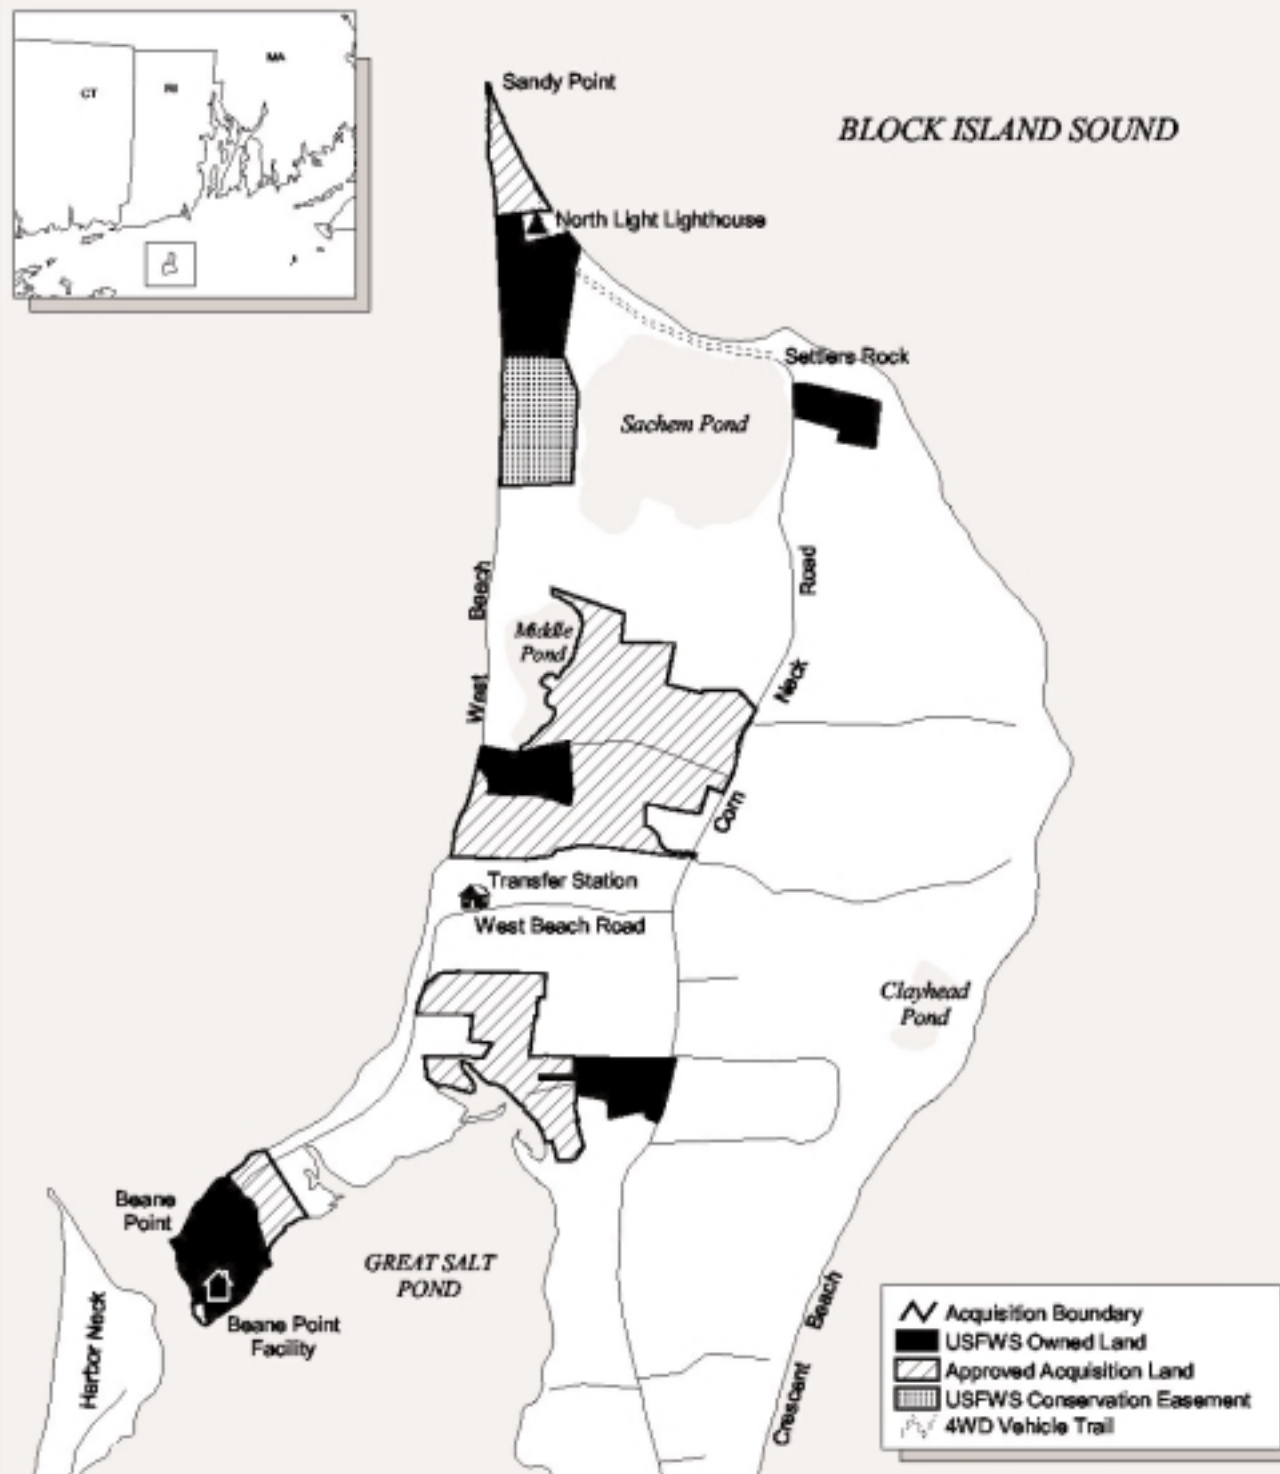 MA
CT
RI
Sandy Point
BLOCK ISLAND SOUND
North Light Lighthouse
Settlers Rock
Sachem Pond
West Beach
Middle
Pond
Corn Neck Road
Transfer Station
West Beach Road
Clayhead
Pond
Beane
Point
GREAT SALT
POND
Harbor Neck
Beane Point
Facility
Crescent Beach
Acquisition Boundary
USFWS Owned Land
Approved Acquisition Land
USFWS Conservation Easement
4WD Vehicle Trail